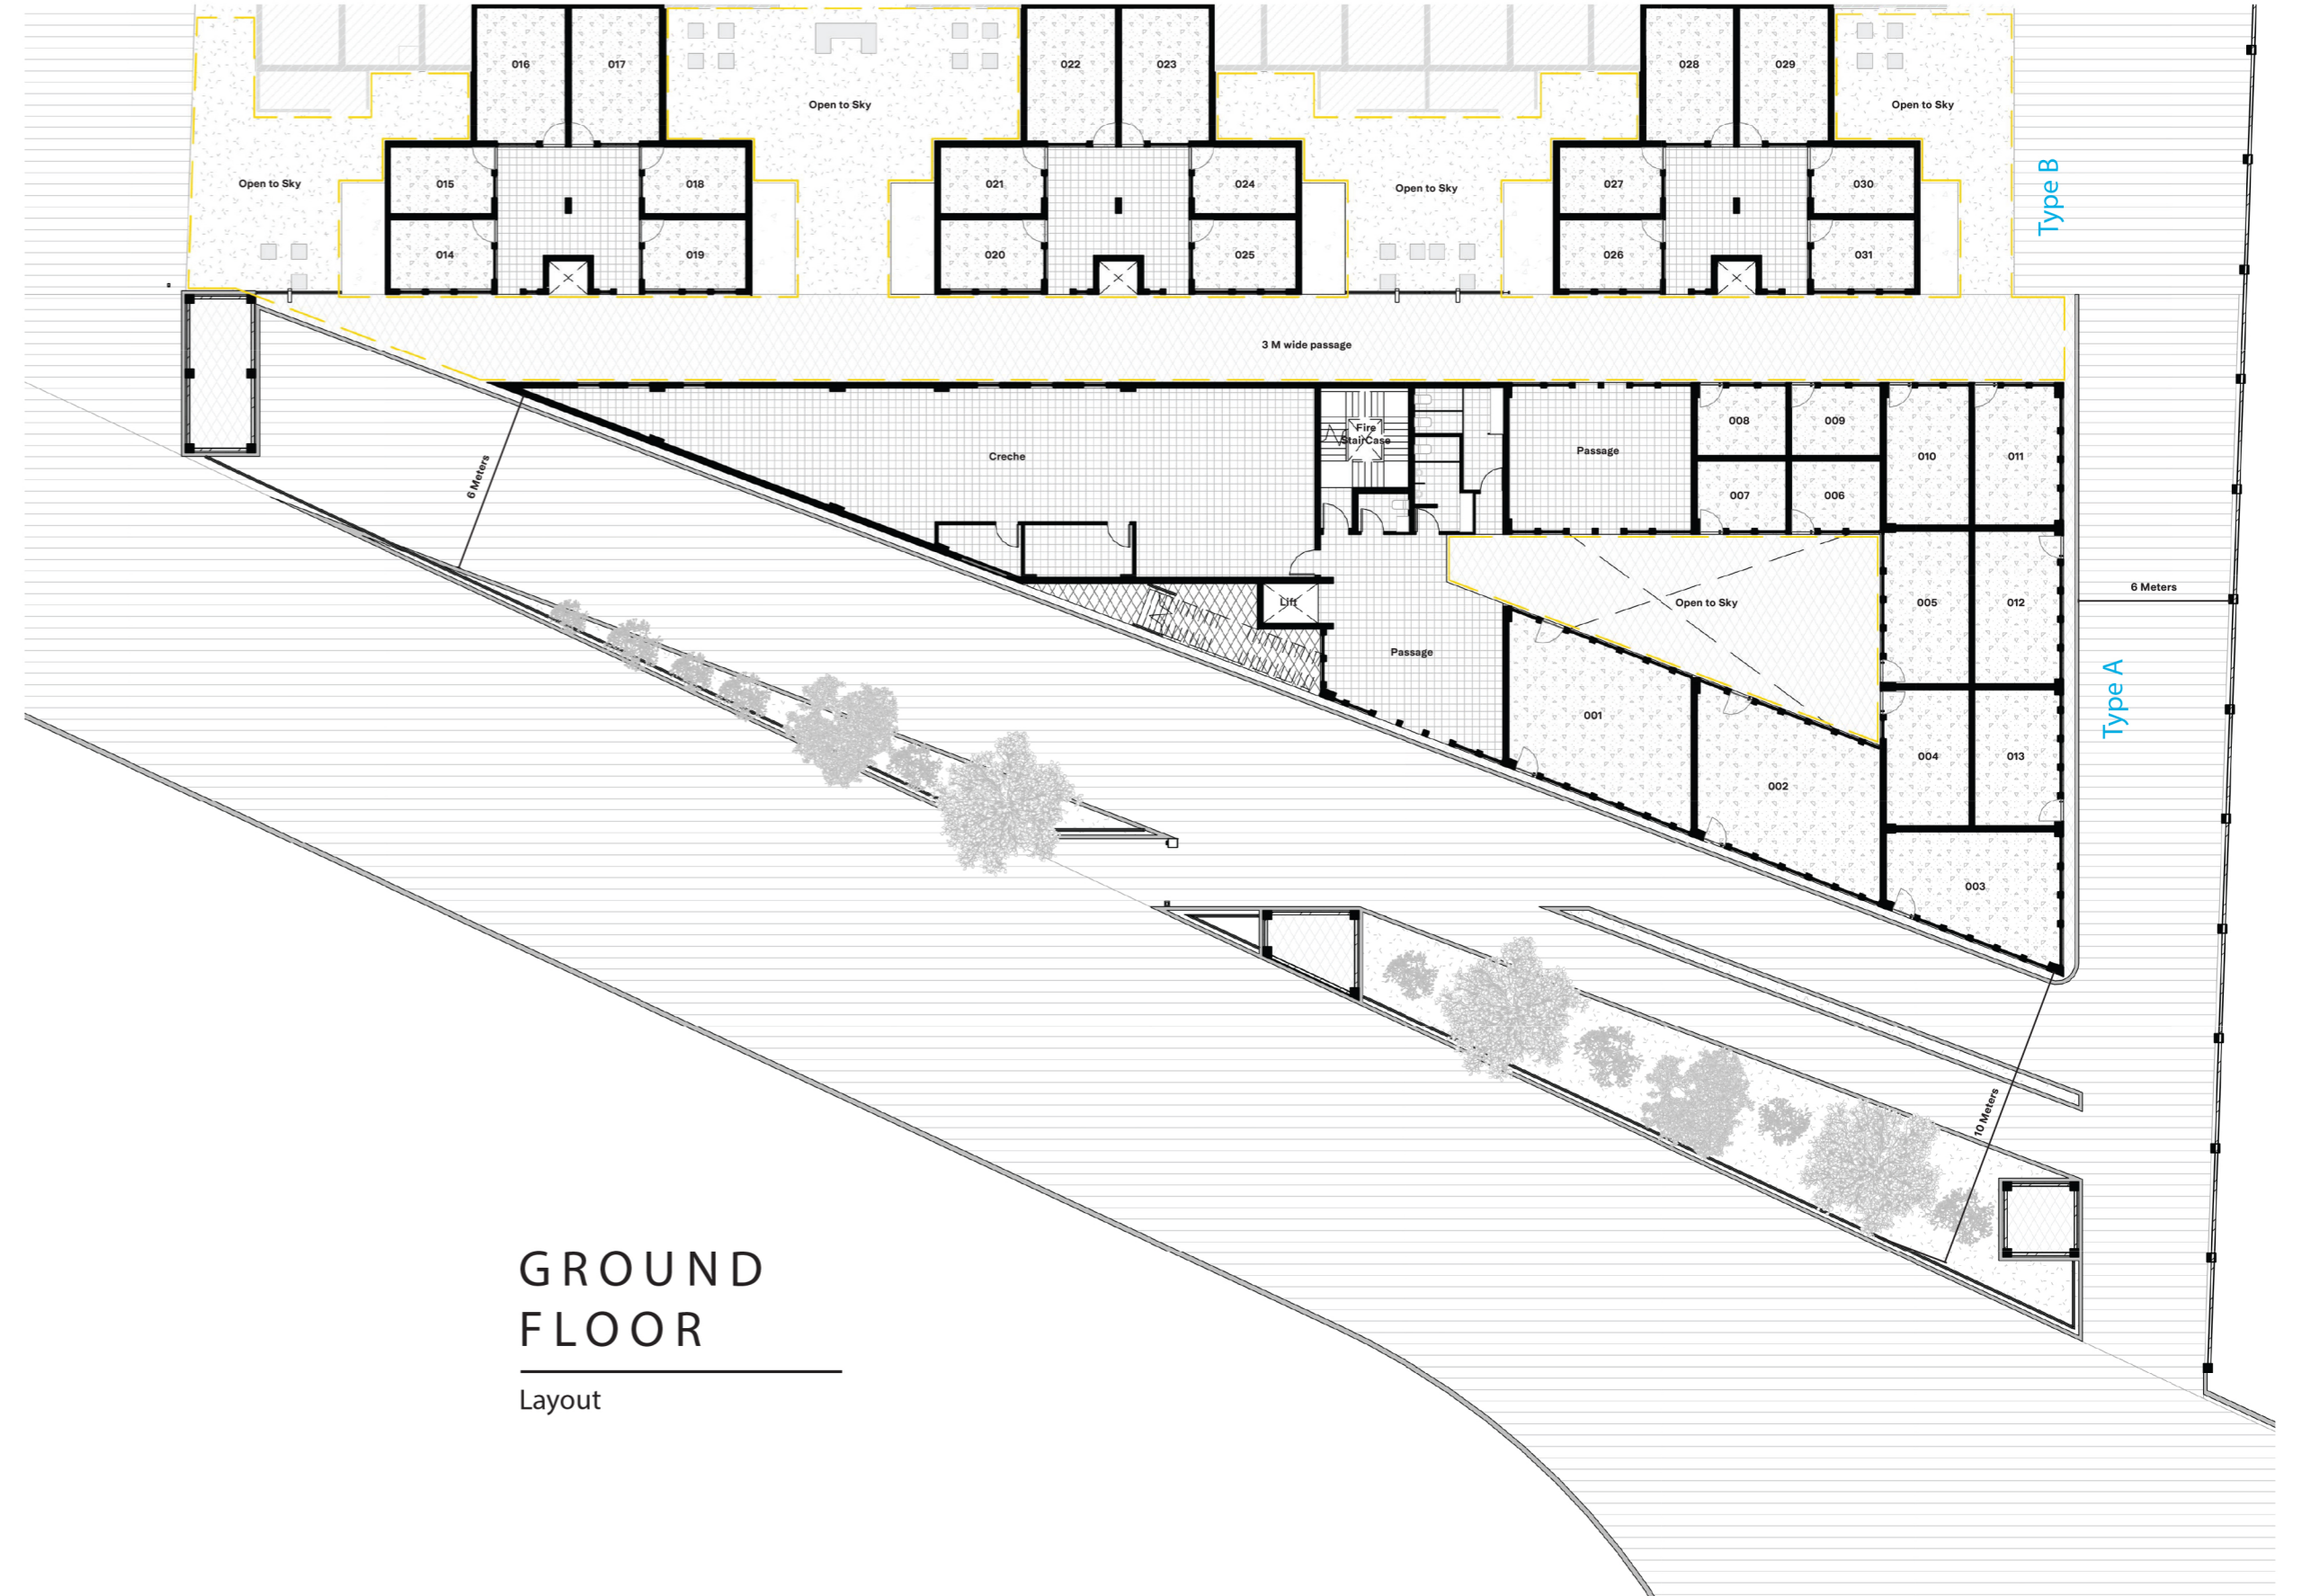 016
017
022
023
028
029
Open to Sky
Open to Sky
Open to Sky
Open to Sky
015
018
021
024
027
030
014
019
020
025
026
031
Type B
3 M wide passage
Fire
StairCase
Creche
6 Meters
Passage
008
009
010
011
007
006
Lift
Open to Sky
005
012
6 Meters
Passage
001
002
004
013
Type A
003
10 Meters
GROUND
FLOOR
Layout